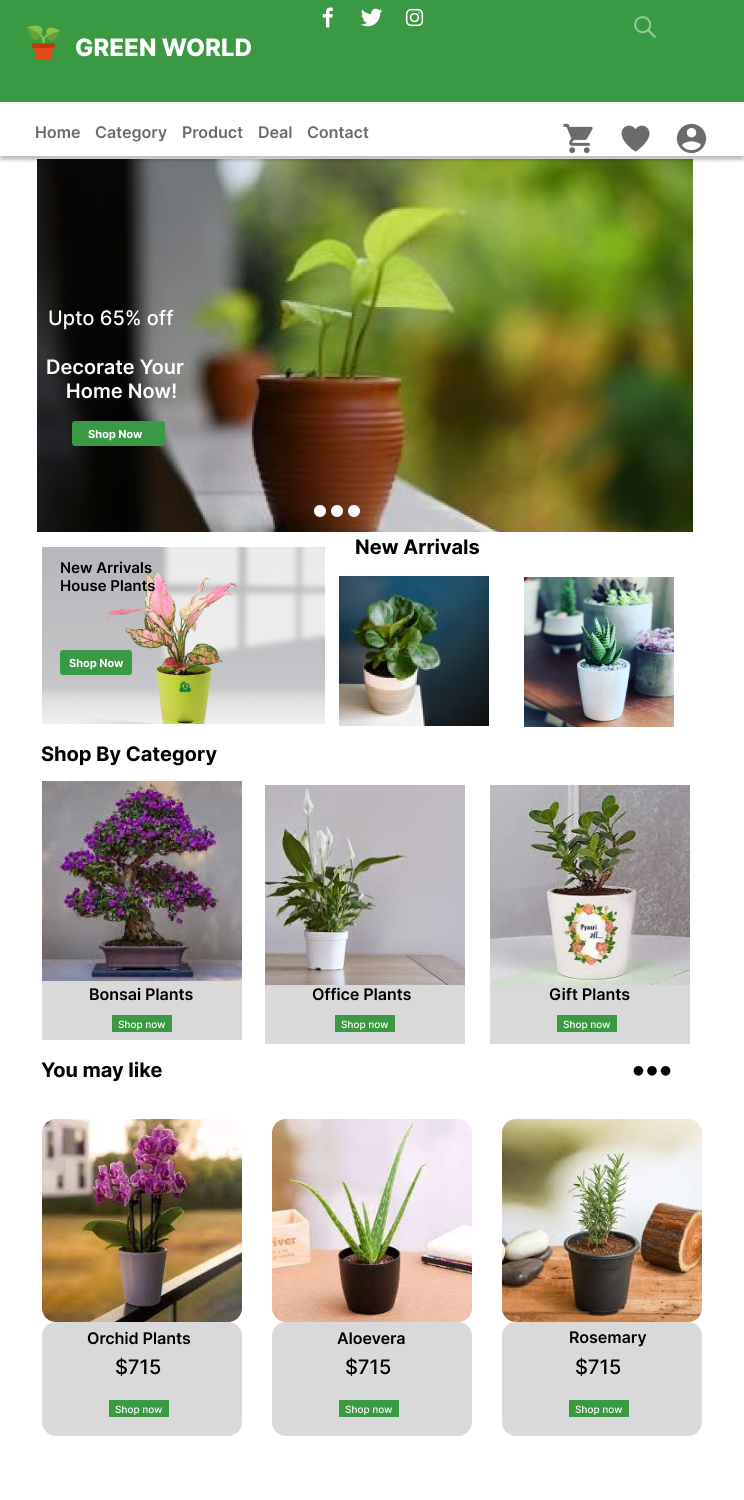 GREEN WORLD
Home Category Product Deal Contact
Upto 65% off
Decorate Your
Home Now!
Shop Now
New Arrivals
New Arrivals
House Plants
Shop Now
Shop By Category
Pyaari
Bonsai Plants
Office Plants
Gift Plants
Shop now
Shop now
Shop now
You may like
Orchid Plants
Aloevera
Rosemary
$715
$715
$715
Shop now
Shop now
Shop now